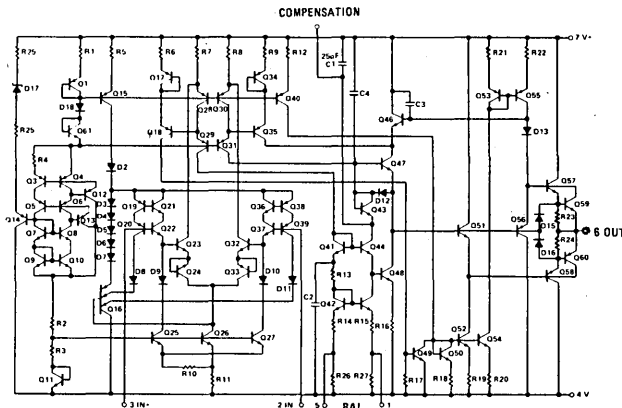 COMPENSATION
7 V+
R25 R1 R5 R6 R7 R8 R9 R12 25pF C1 R21 R22
D17 Q1 Q15 Q17 Q34 C4 C3 Q53 Q55
D18 Q30 Q40 Q46 D13
R25 Q61 Q18 Q29 Q35
R4 Q31 Q47
Q3 Q4 D2 Q57
Q5 Q6 Q12 D3 Q19 Q21 Q36 Q38 D12 Q43 Q59
Q14 Q13 D4 Q20 Q22 Q37 Q39 Q51 Q56 D15 R23
Q7 Q8 D5 Q23 Q32 Q41 Q44 R24 6 OUT
D6 D16 Q60
Q9 Q10 D7 D8 D9 Q24 Q33 D10 D11 R13 Q48 Q58
Q16 C2 Q42
R2 R14 R15 R16
Q25 Q26 Q27 Q52 Q54
R3 Q49 Q50
Q11 R10 R11 R26 R27 R17 R18 R19 R20
4 V-
3 IN+ 2 IN- 5 BAL 1